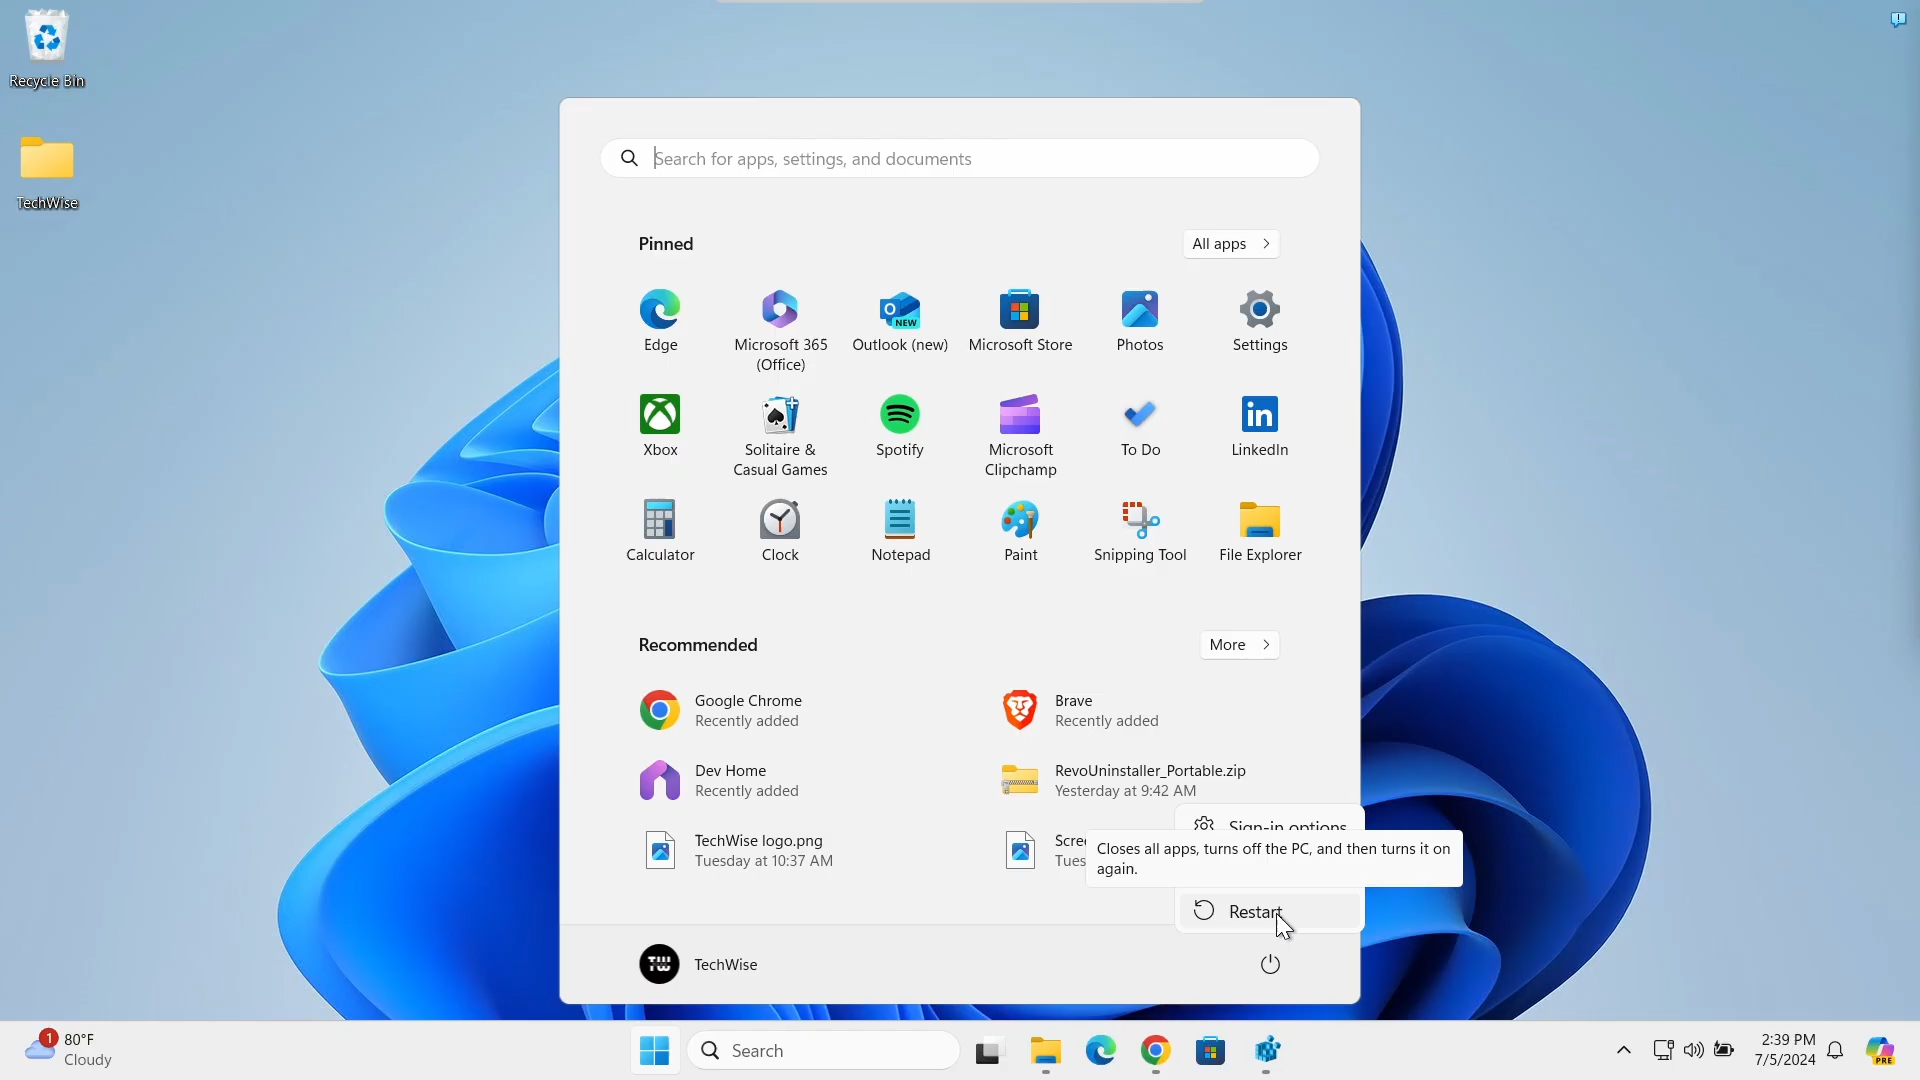 Recycle Bin
TechWise
Search for apps, settings, and documents
Pinned
All apps
Edge
Microsoft 365
(Office)
Outlook (new)
Microsoft Store
Photos
Settings
Xbox
Solitaire &
Casual Games
Spotify
Microsoft
Clipchamp
To Do
LinkedIn
Calculator
Clock
Notepad
Paint
Snipping Tool
File Explorer
Recommended
More
Google Chrome
Recently added
Brave
Recently added
Dev Home
Recently added
RevoUninstaller_Portable.zip
Yesterday at 9:42 AM
TechWise logo.png
Tuesday at 10:37 AM
Scree
Tues
Sign-in options
Closes all apps, turns off the PC, and then turns it on
again.
Restart
TW
TechWise
1
80°F
Cloudy
Search
2:39 PM
7/5/2024
PRE
NEW